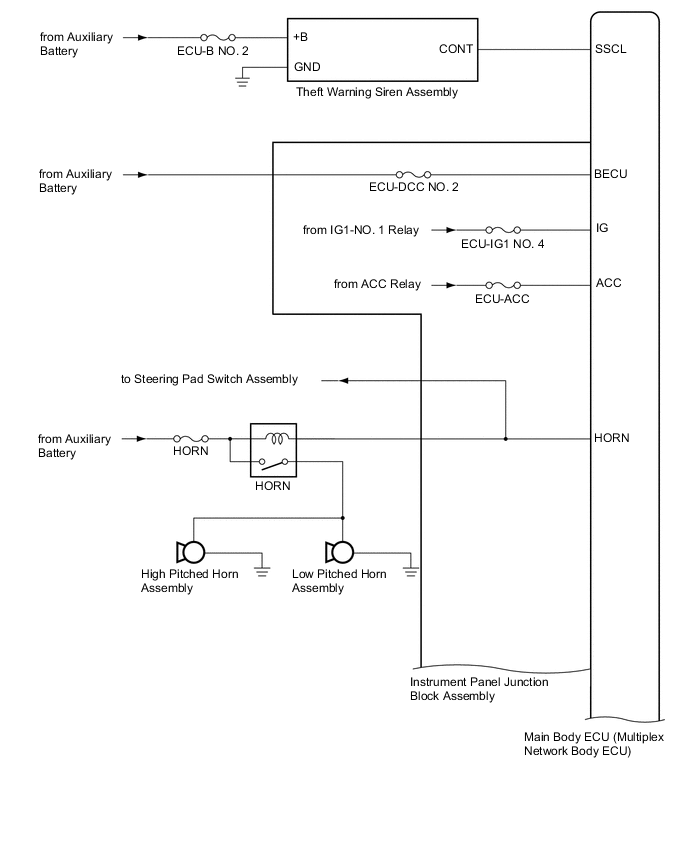 from Auxiliary
Battery
ECU-B NO. 2
+B
GND
CONT
SSCL
Theft Warning Siren Assembly
from Auxiliary
Battery
ECU-DCC NO. 2
BECU
from IG1-NO. 1 Relay
ECU-IG1 NO. 4
IG
from ACC Relay
ECU-ACC
ACC
to Steering Pad Switch Assembly
from Auxiliary
Battery
HORN
HORN
HORN
High Pitched Horn
Assembly
Low Pitched Horn
Assembly
Instrument Panel Junction
Block Assembly
Main Body ECU (Multiplex
Network Body ECU)